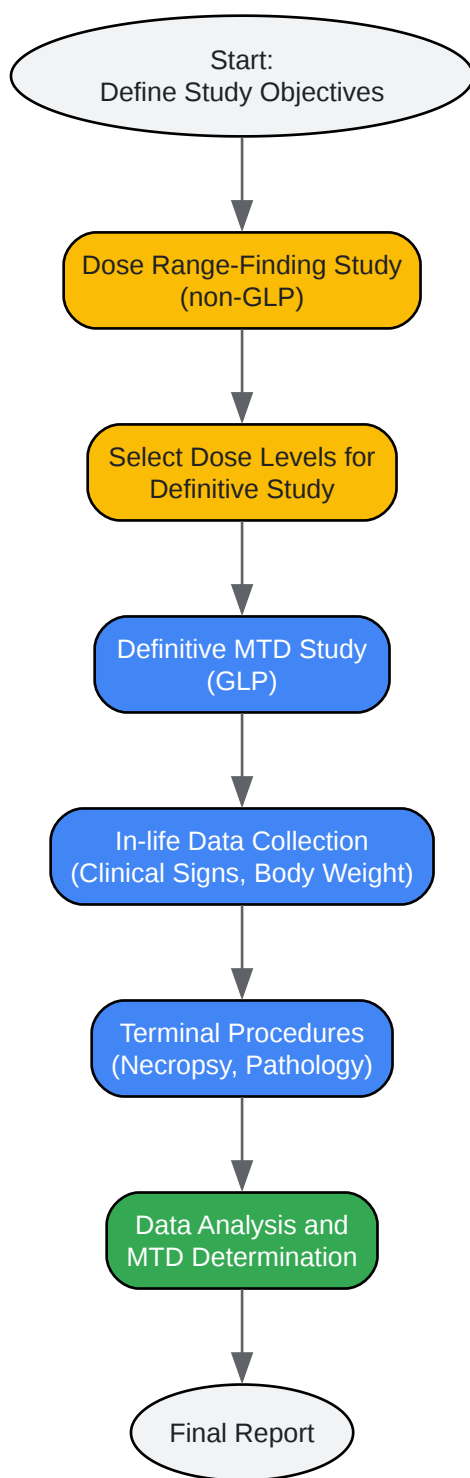 Start:
Define Study Objectives
Dose Range-Finding Study
(non-GLP)
Select Dose Levels for
Definitive Study
Definitive MTD Study
(GLP)
In-life Data Collection
(Clinical Signs, Body Weight)
Terminal Procedures
(Necropsy, Pathology)
Data Analysis and
MTD Determination
Final Report